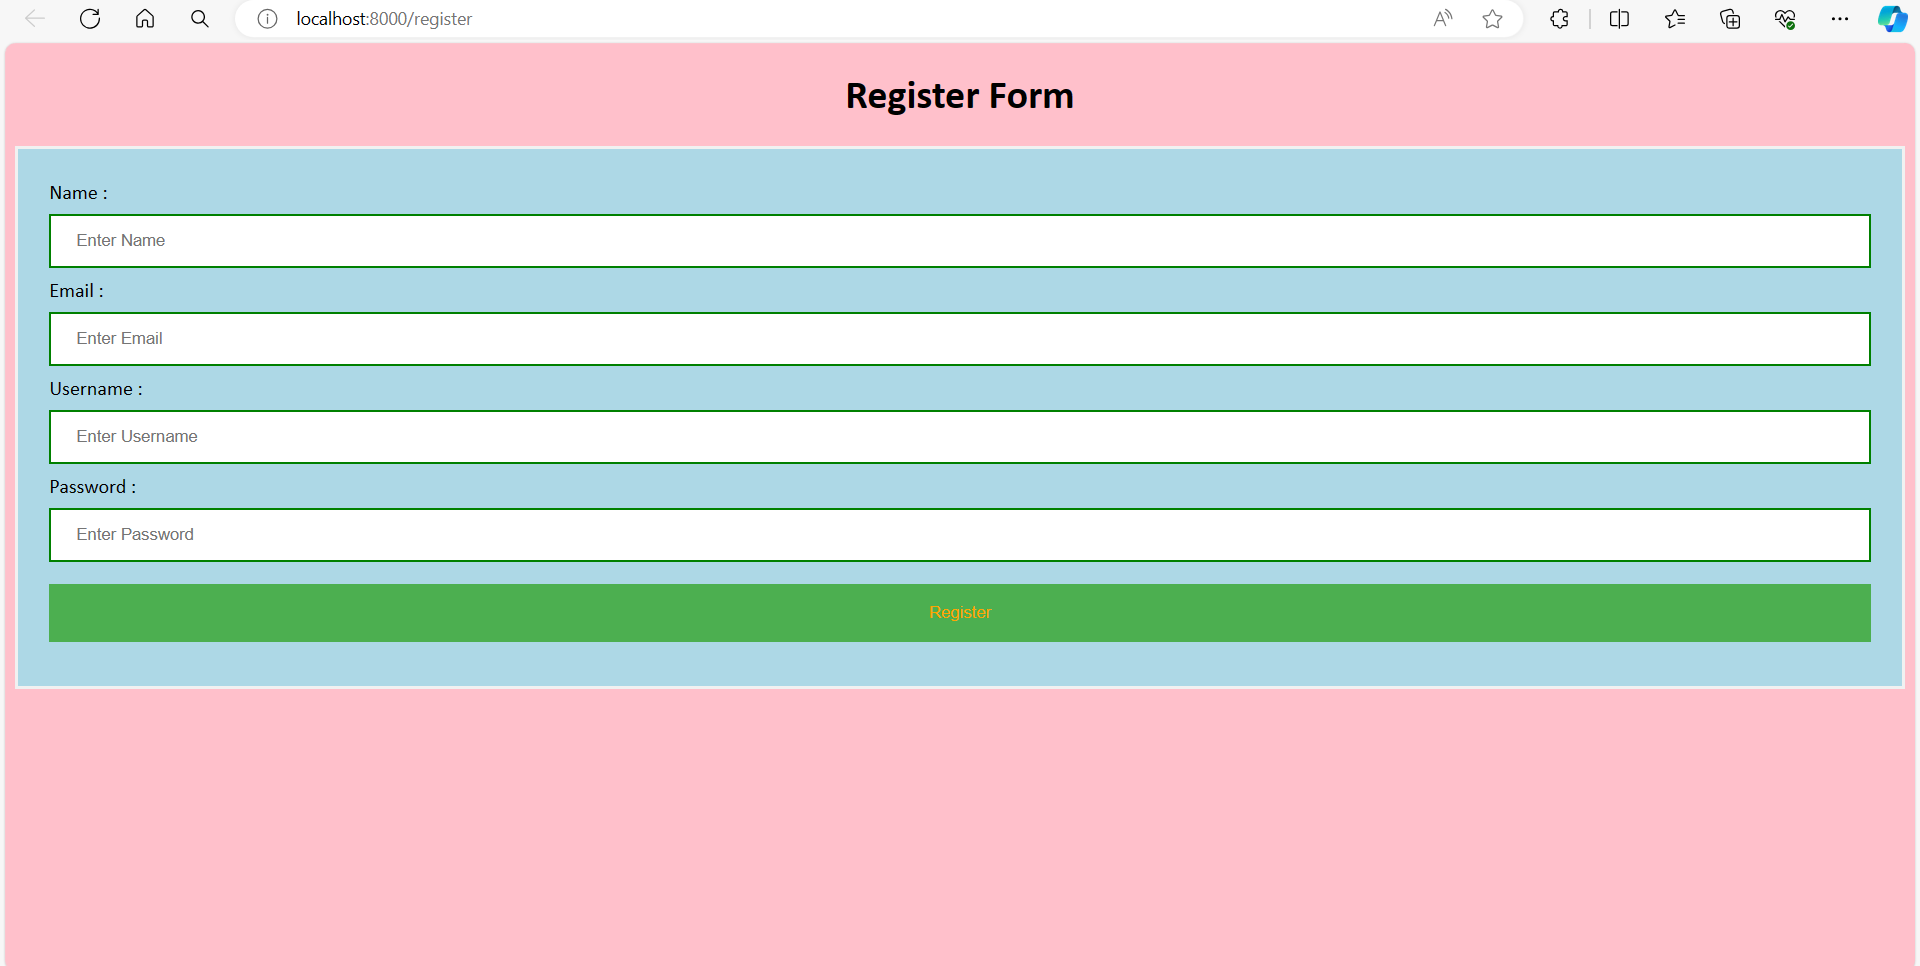 localhost:8000/register
Register Form
Name :
Enter Name
Email :
Enter Email
Username :
Enter Username
Password :
Enter Password
Register